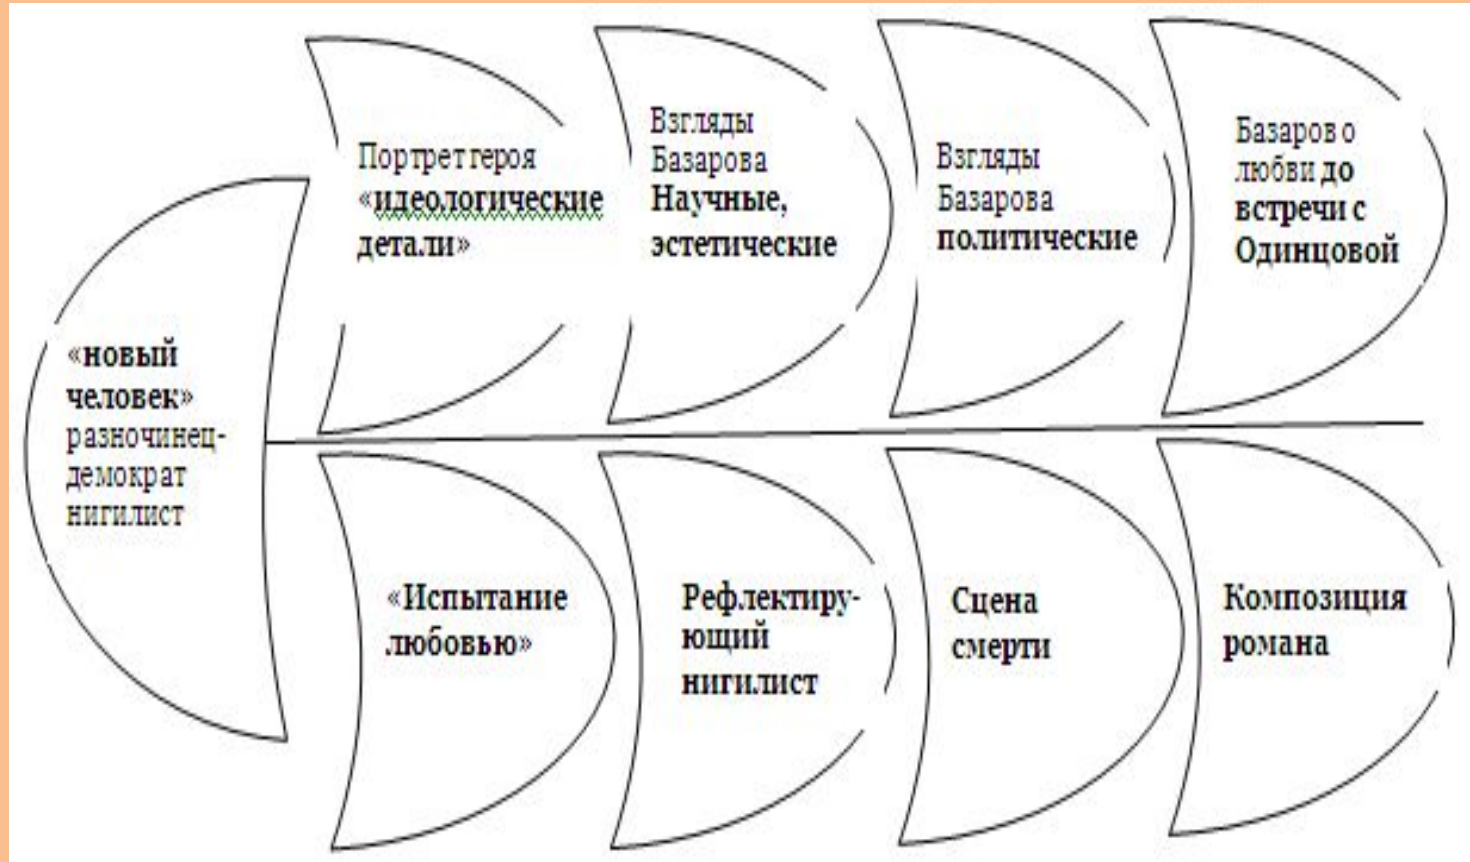 «новый
человек»
разночинец-
демократ
нигилист
Портрет героя
«идеологические
детали»
Взгляды
Базарова
Научные,
эстетические
Взгляды
Базарова
политические
Базаров о
любви до
встречи с
Одинцовой
«Испытание
любовью»
Рефлектиру-
ющий
нигилист
Сцена
смерти
Композиция
романа